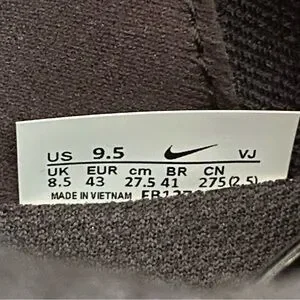 US 9.5 VJ
UK EUR cm BR CN
8.5 43 27.5 41 275(2.5)
MADE IN VIETNAM